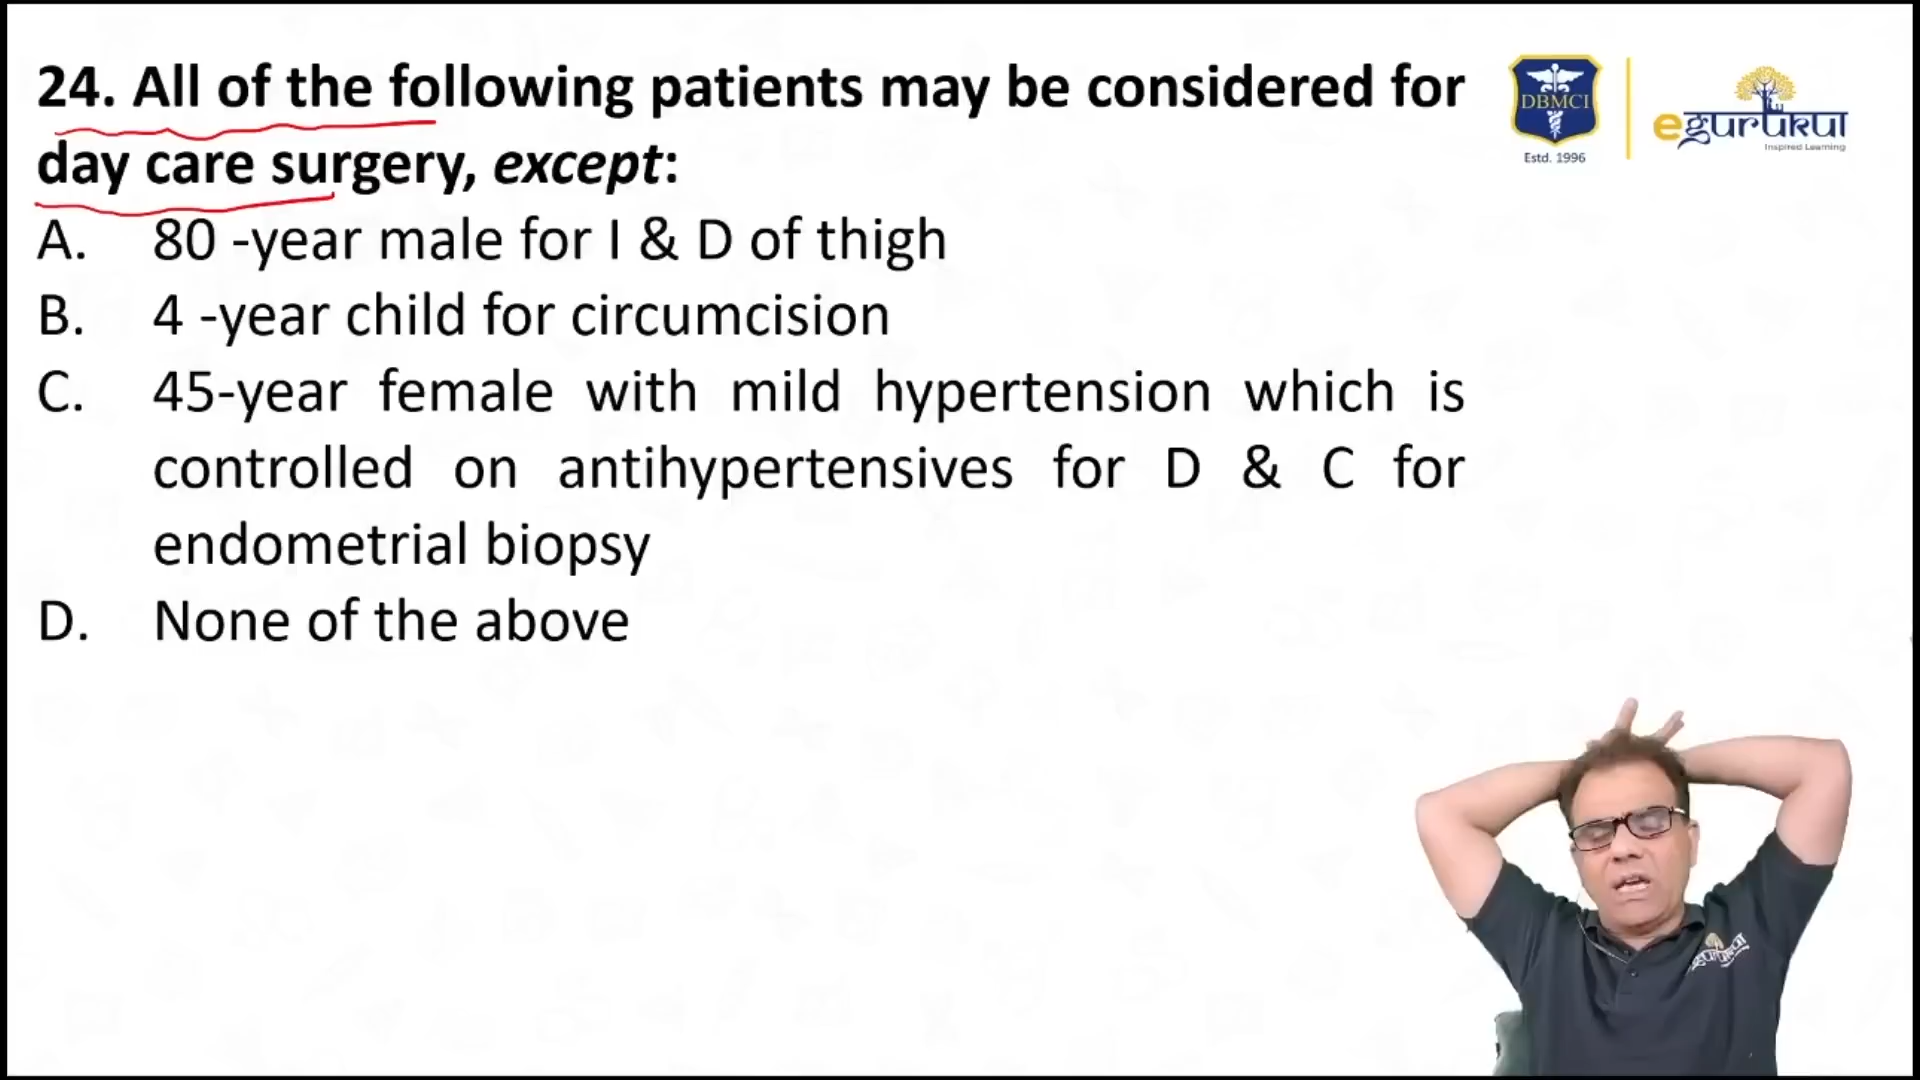 24. All of the following patients may be considered for
day care surgery, except:
A. 80 -year male for I & D of thigh
B. 4 -year child for circumcision
C. 45-year female with mild hypertension which is
controlled on antihypertensives for D & C for
endometrial biopsy
D. None of the above
DBMCI
Estd. 1996
egurukul
Inspired Learning
egurukul